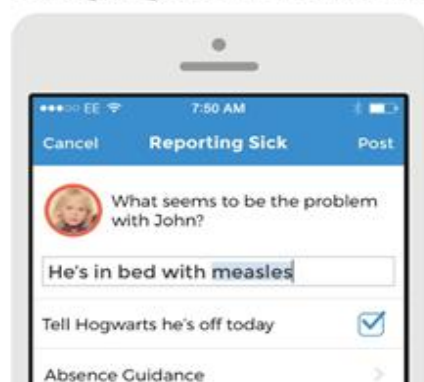 EE 7:50 AM
Cancel Reporting Sick Post
What seems to be the problem
with John?
He's in bed with measles
Tell Hogwarts he's off today
Absence Guidance